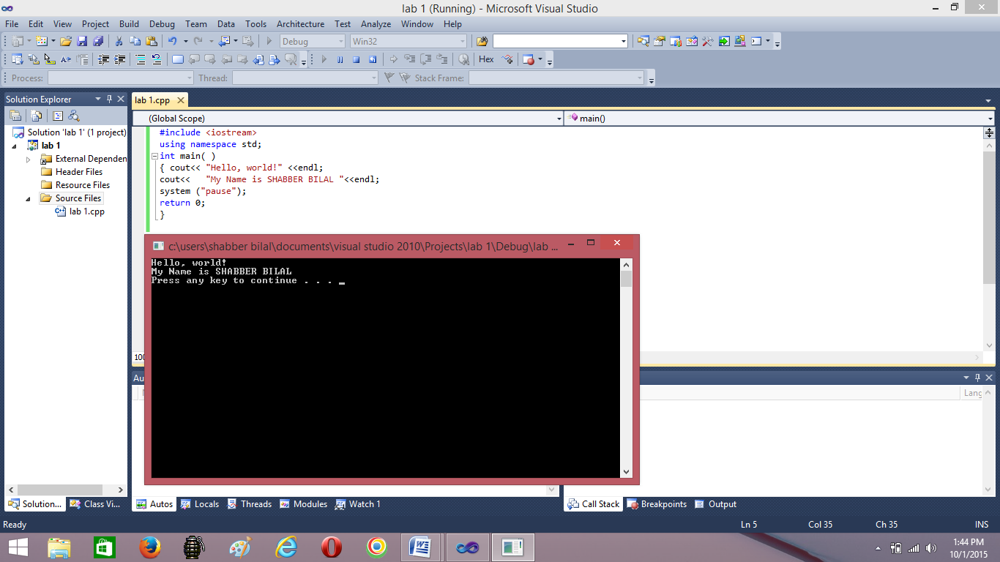 lab 1 (Running) - Microsoft Visual Studio
File Edit View Project Build Debug Team Data Tools Architecture Test Analyze Window Help
Debug Win32
Hex
Process: Thread: Stack Frame:
Solution Explorer
Solution 'lab 1' (1 project)
lab 1
External Dependen
Header Files
Resource Files
Source Files
lab 1.cpp
lab 1.cpp
(Global Scope) main()
#include <iostream>
using namespace std;
int main( )
{ cout<< "Hello, world!" <<endl;
cout<<   "My Name is SHABBER BILAL "<<endl;
system ("pause");
return 0;
}
100
c:\users\shabber bilal\documents\visual studio 2010\Projects\lab 1\Debug\lab ...
Hello, world!
My Name is SHABBER BILAL
Press any key to continue . . . _
Au
Lang
Solution... Class Vi... Autos Locals Threads Modules Watch 1 Call Stack Breakpoints Output
Ready Ln 5 Col 35 Ch 35 INS
1:44 PM
10/1/2015